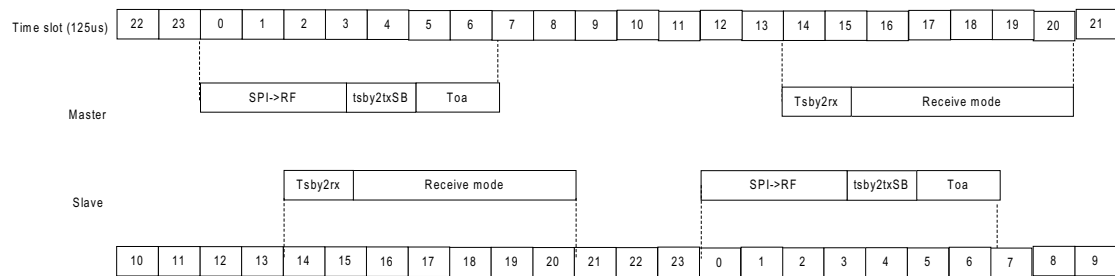 Time slot (125us) 22 23 0 1 2 3 4 5 6 7 8 9 10 11 12 13 14 15 16 17 18 19 20 21
SPI->RF tsby2txSB Toa Tsby2rx Receive mode
Master
Tsby2rx Receive mode SPI->RF tsby2txSB Toa
Slave
10 11 12 13 14 15 16 17 18 19 20 21 22 23 0 1 2 3 4 5 6 7 8 9